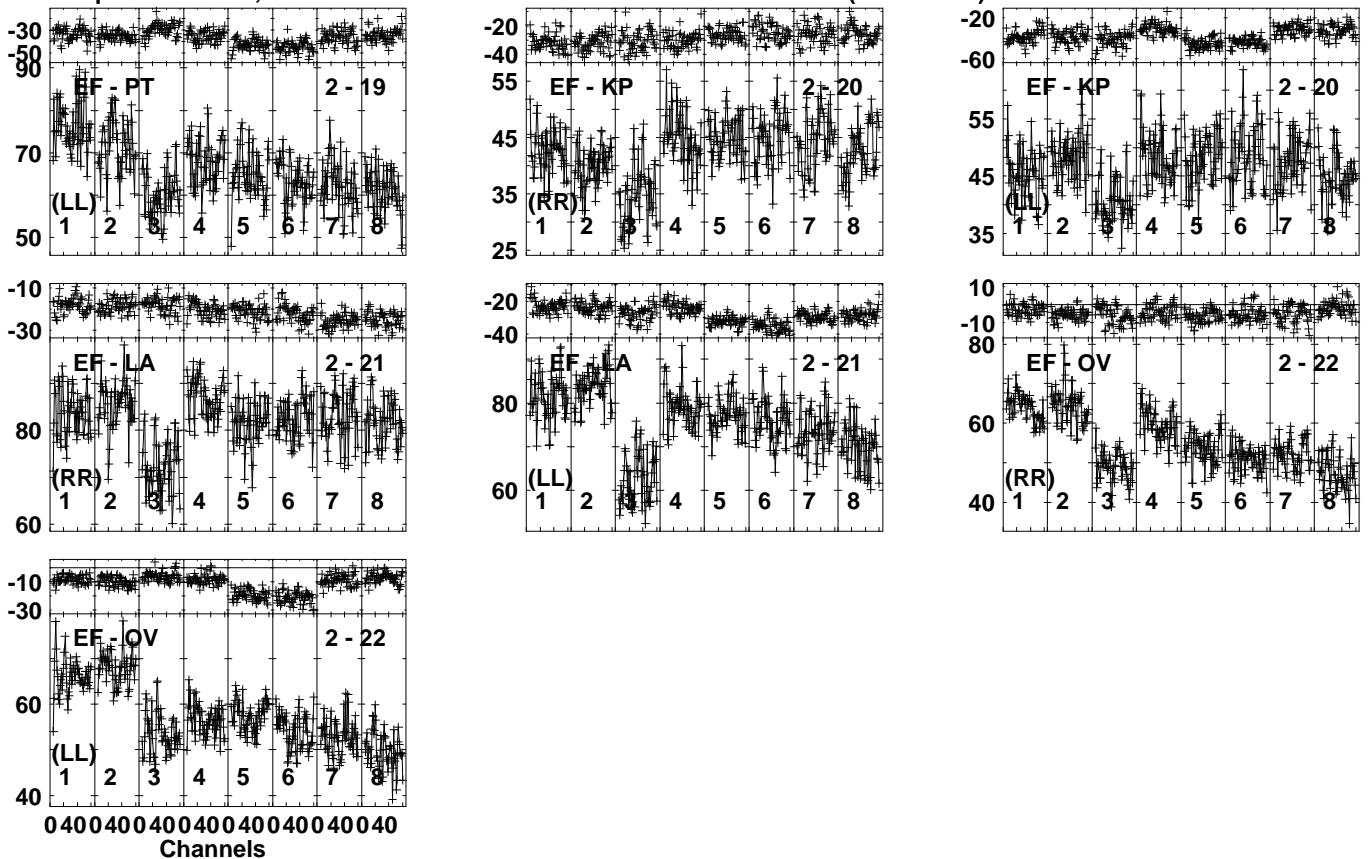 -30
-50
90
EF - PT 2 - 19
70
(LL)
1 2 3 4 5 6 7 8
50
-20
-40
55
EF - KP 2 - 20
45
35
(RR)
1 2 3 4 5 6 7 8
25
-20
-60
EF - KP 2 - 20
55
45
(LL)
1 2 3 4 5 6 7 8
35
-10
-30
EF - LA 2 - 21
80
(RR)
1 2 3 4 5 6 7 8
60
-20
-40
EF - LA 2 - 21
80
(LL)
60
1 2 3 4 5 6 7 8
10
-10
80
EF - OV 2 - 22
60
(RR)
1 2 3 4 5 6 7 8
40
-10
-30
EF - OV 2 - 22
60
(LL)
1 2 3 4 5 6 7 8
40
0 40 0 40 0 40 0 40 0 40 0 40 0 40 0 40
Channels